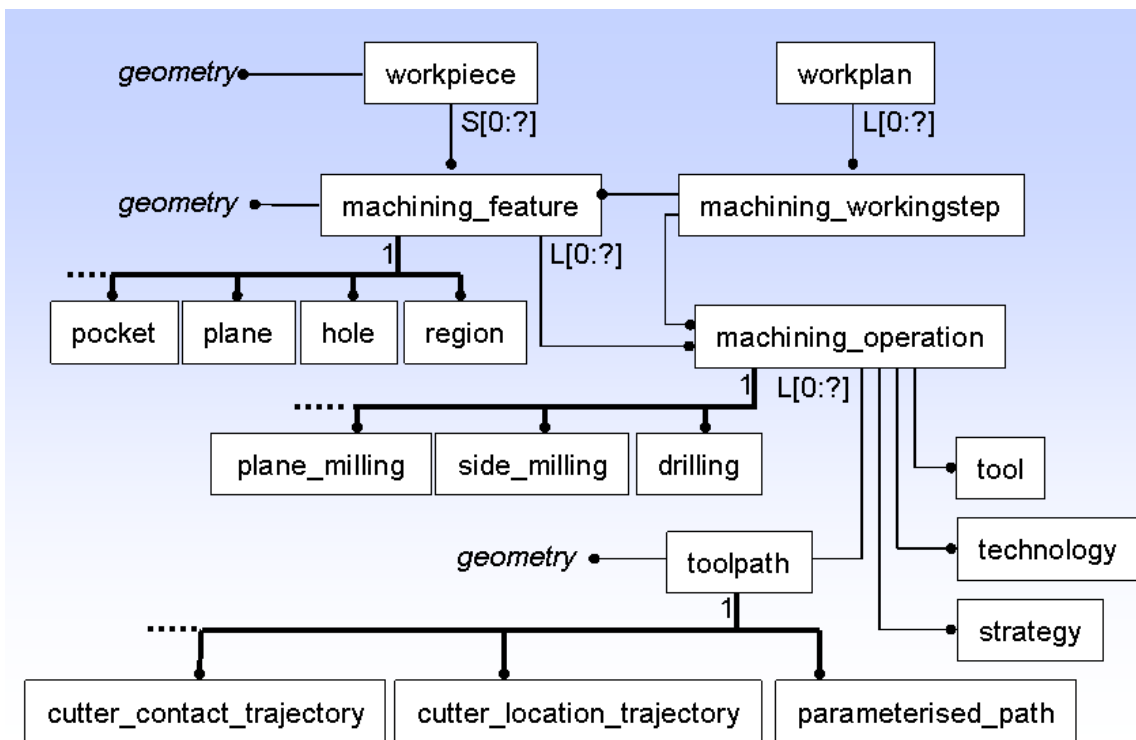 geometry
workpiece
workplan
S[0:?]
L[0:?]
geometry
machining_feature
machining_workingstep
1
L[0:?]
pocket
plane
hole
region
machining_operation
1
L[0:?]
plane_milling
side_milling
drilling
tool
geometry
toolpath
technology
1
strategy
cutter_contact_trajectory
cutter_location_trajectory
parameterised_path